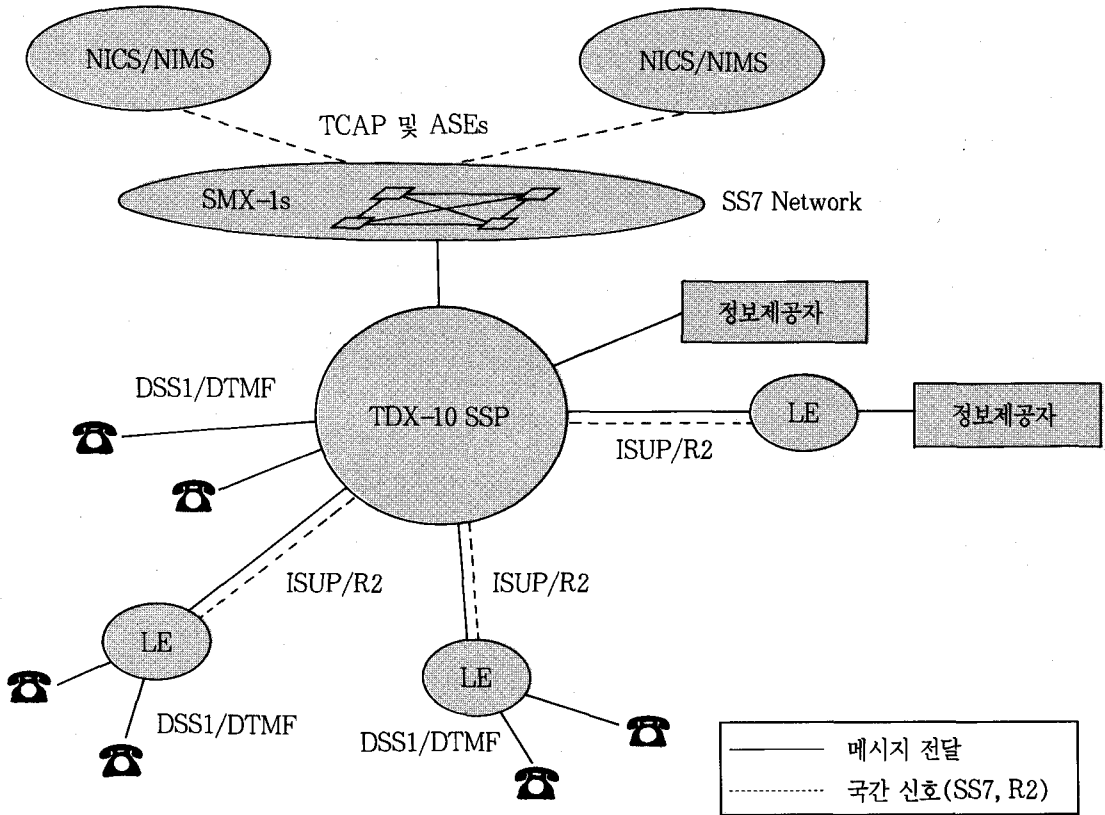 NICS/NIMS
NICS/NIMS
TCAP 및 ASEs
SMX-1s
SS7 Network
정보제공자
DSS1/DTMF
TDX-10 SSP
LE
정보제공자
ISUP/R2
ISUP/R2
ISUP/R2
LE
LE
DSS1/DTMF
DSS1/DTMF
메시지 전달
국간 신호(SS7, R2)